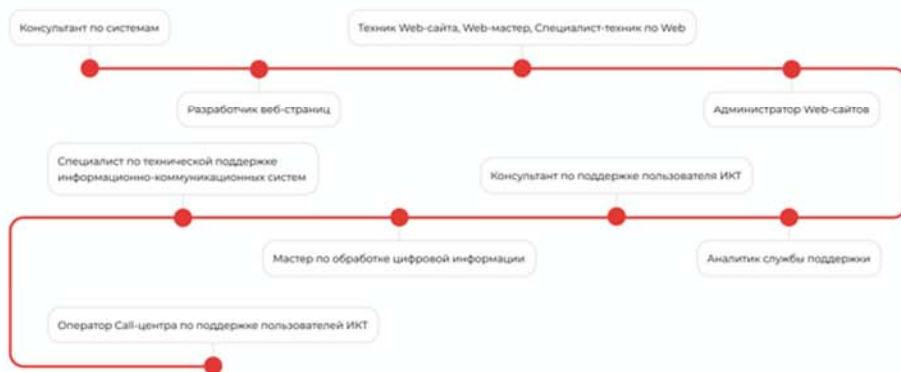 Консультант по системам
Техник Web-сайта, Web-мастер, Специалист-техник по Web
Разработчик веб-страниц
Администратор Web-сайтов
Специалист по технической поддержке
информационно-коммуникационных систем
Консультант по поддержке пользователя ИКТ
Мастер по обработке цифровой информации
Аналитик службы поддержки
Оператор Call-центра по поддержке пользователей ИКТ